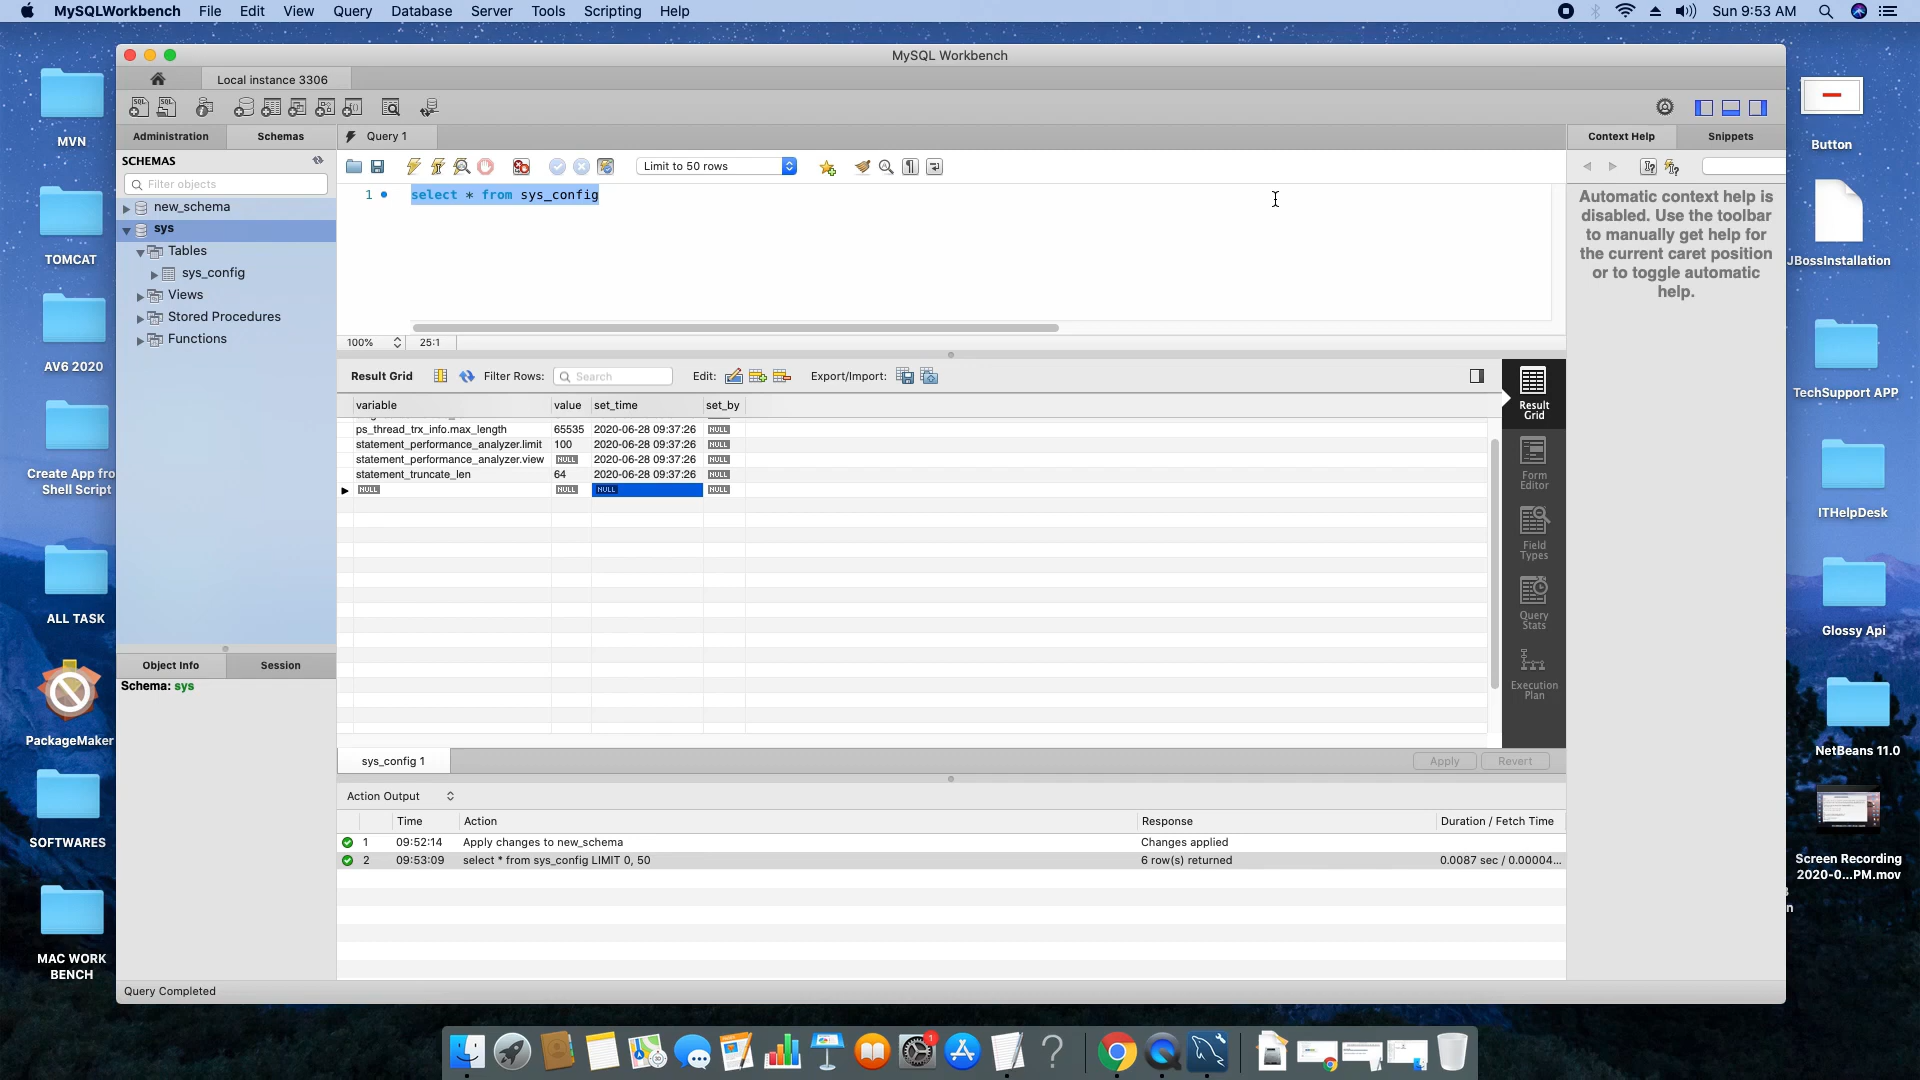 MySQLWorkbench File Edit View Query Database Server Tools Scripting Help
Sun 9:53 AM
MySQL Workbench
Local instance 3306
Administration
Schemas
Query 1
Context Help
Snippets
SCHEMAS
Filter objects
new_schema
sys
Tables
sys_config
Views
Stored Procedures
Functions
Limit to 50 rows
1
select * from sys_config
100%
25:1
Automatic context help is
disabled. Use the toolbar
to manually get help for
the current caret position
or to toggle automatic
help.
Result Grid
Filter Rows:
Search
Edit:
Export/Import:
variable value set_time set_by
ps_thread_trx_info.max_length 65535 2020-06-28 09:37:26 NULL
statement_performance_analyzer.limit 100 2020-06-28 09:37:26 NULL
statement_performance_analyzer.view NULL 2020-06-28 09:37:26 NULL
statement_truncate_len 64 2020-06-28 09:37:26 NULL
NULL NULL NULL NULL
Result
Grid
Form
Editor
Field
Types
Query
Stats
Execution
Plan
sys_config 1
Apply
Revert
Object Info
Session
Schema: sys
Action Output
Time Action Response Duration / Fetch Time
1 09:52:14 Apply changes to new_schema Changes applied
2 09:53:09 select * from sys_config LIMIT 0, 50 6 row(s) returned 0.0087 sec / 0.00004...
Query Completed
MVN
TOMCAT
AV6 2020
Create App fro
Shell Script
ALL TASK
PackageMaker
SOFTWARES
MAC WORK
BENCH
Button
JBossInstallation
TechSupport APP
ITHelpDesk
Glossy Api
NetBeans 11.0
Screen Recording
2020-0...PM.mov
1